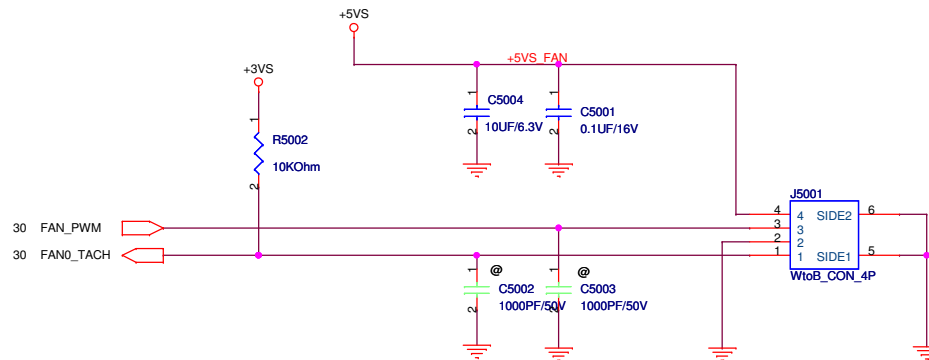 +5VS
+5VS_FAN
+3VS
1
1
1
C5004
C5001
10UF/6.3V
0.1UF/16V
2
2
1
R5002
10KOhm
2
J5001
4
4
SIDE2
6
30
FAN_PWM
3
3
2
2
30
FAN0_TACH
1
1
SIDE1
5
WtoB_CON_4P
@
@
1
1
C5002
C5003
1000PF/50V
1000PF/50V
2
2